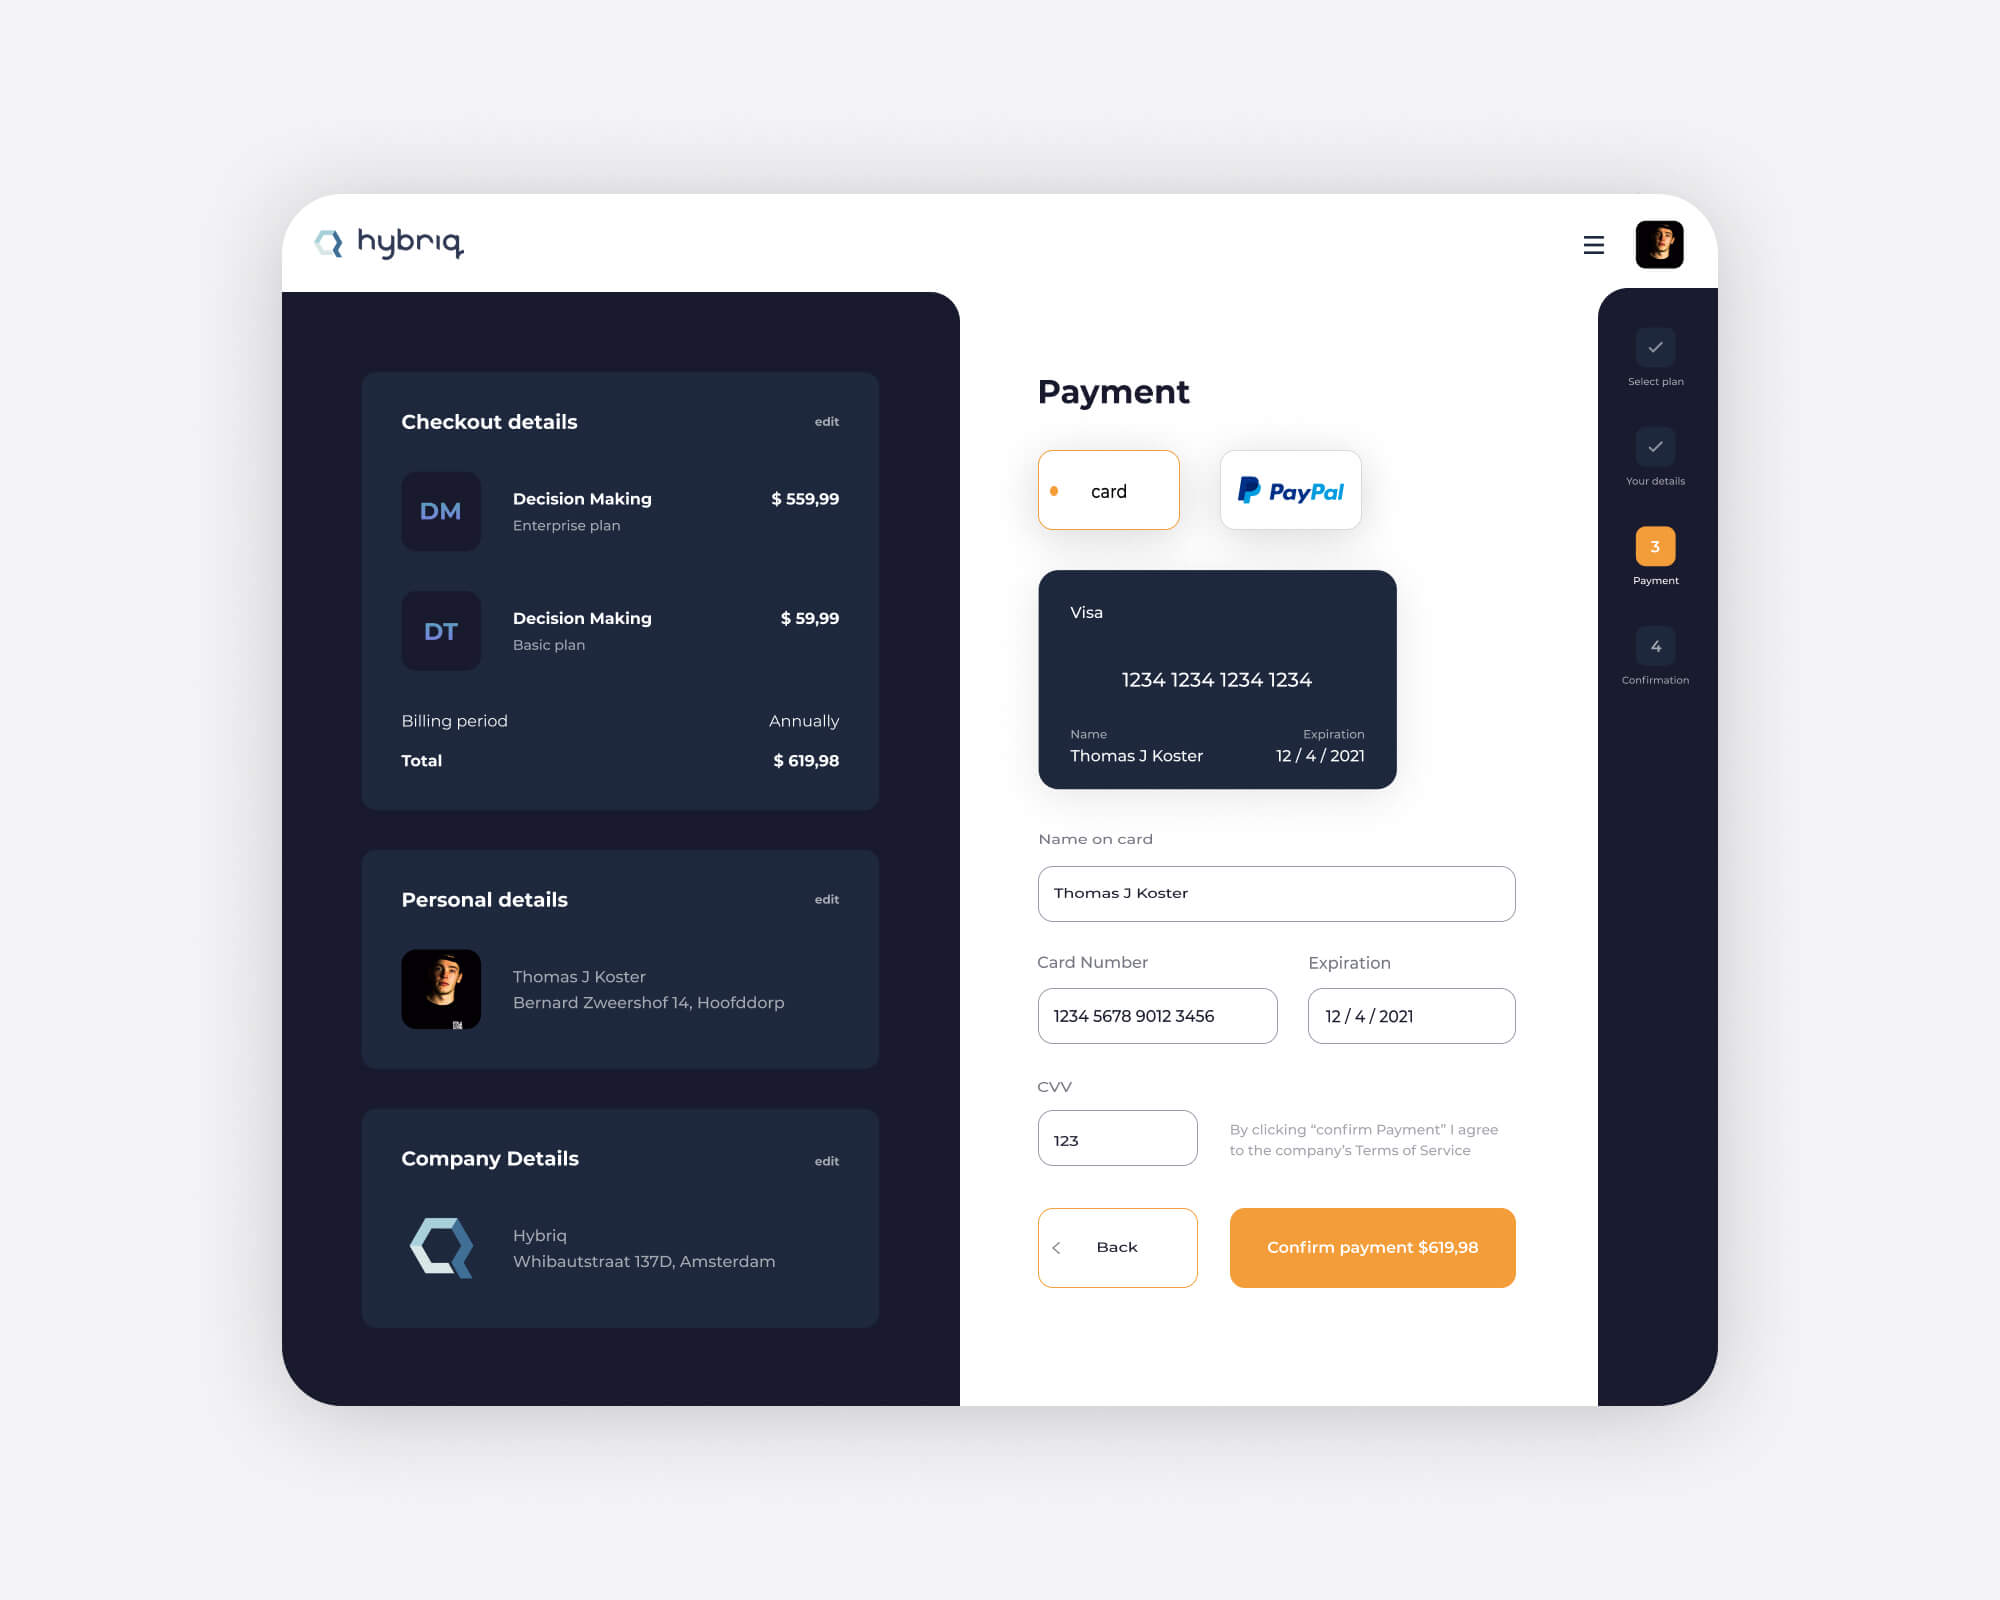 hybriq
Checkout details
edit
DM
Decision Making
$ 559,99
Enterprise plan
DT
Decision Making
$ 59,99
Basic plan
Billing period
Annually
Total
$ 619,98
Personal details
edit
Thomas J Koster
Bernard Zweershof 14, Hoofddorp
Company Details
edit
Hybriq
Whibautstraat 137D, Amsterdam
Payment
card
PayPal
Visa
1234 1234 1234 1234
Name
Expiration
Thomas J Koster
12 / 4 / 2021
Name on card
Thomas J Koster
Card Number
Expiration
1234 5678 9012 3456
12 / 4 / 2021
CVV
123
By clicking “confirm Payment” I agree
to the company’s Terms of Service
Back
Confirm payment $619,98
Select plan
Your details
3
Payment
4
Confirmation